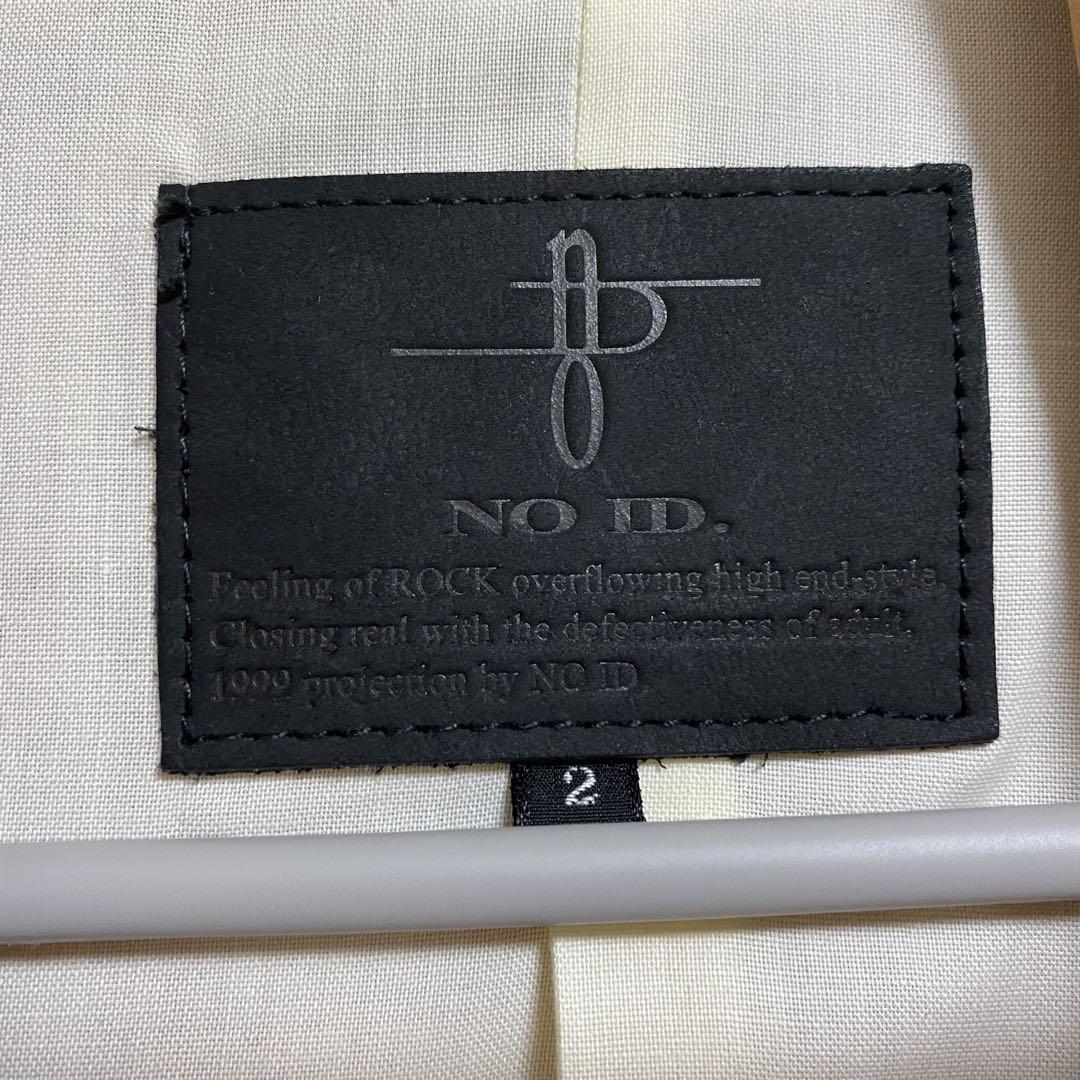 NO ID.
Feeling of ROCK overflowing high end-style.
Closing real with the defectiveness of adult.
1999 projection by NO ID.
2